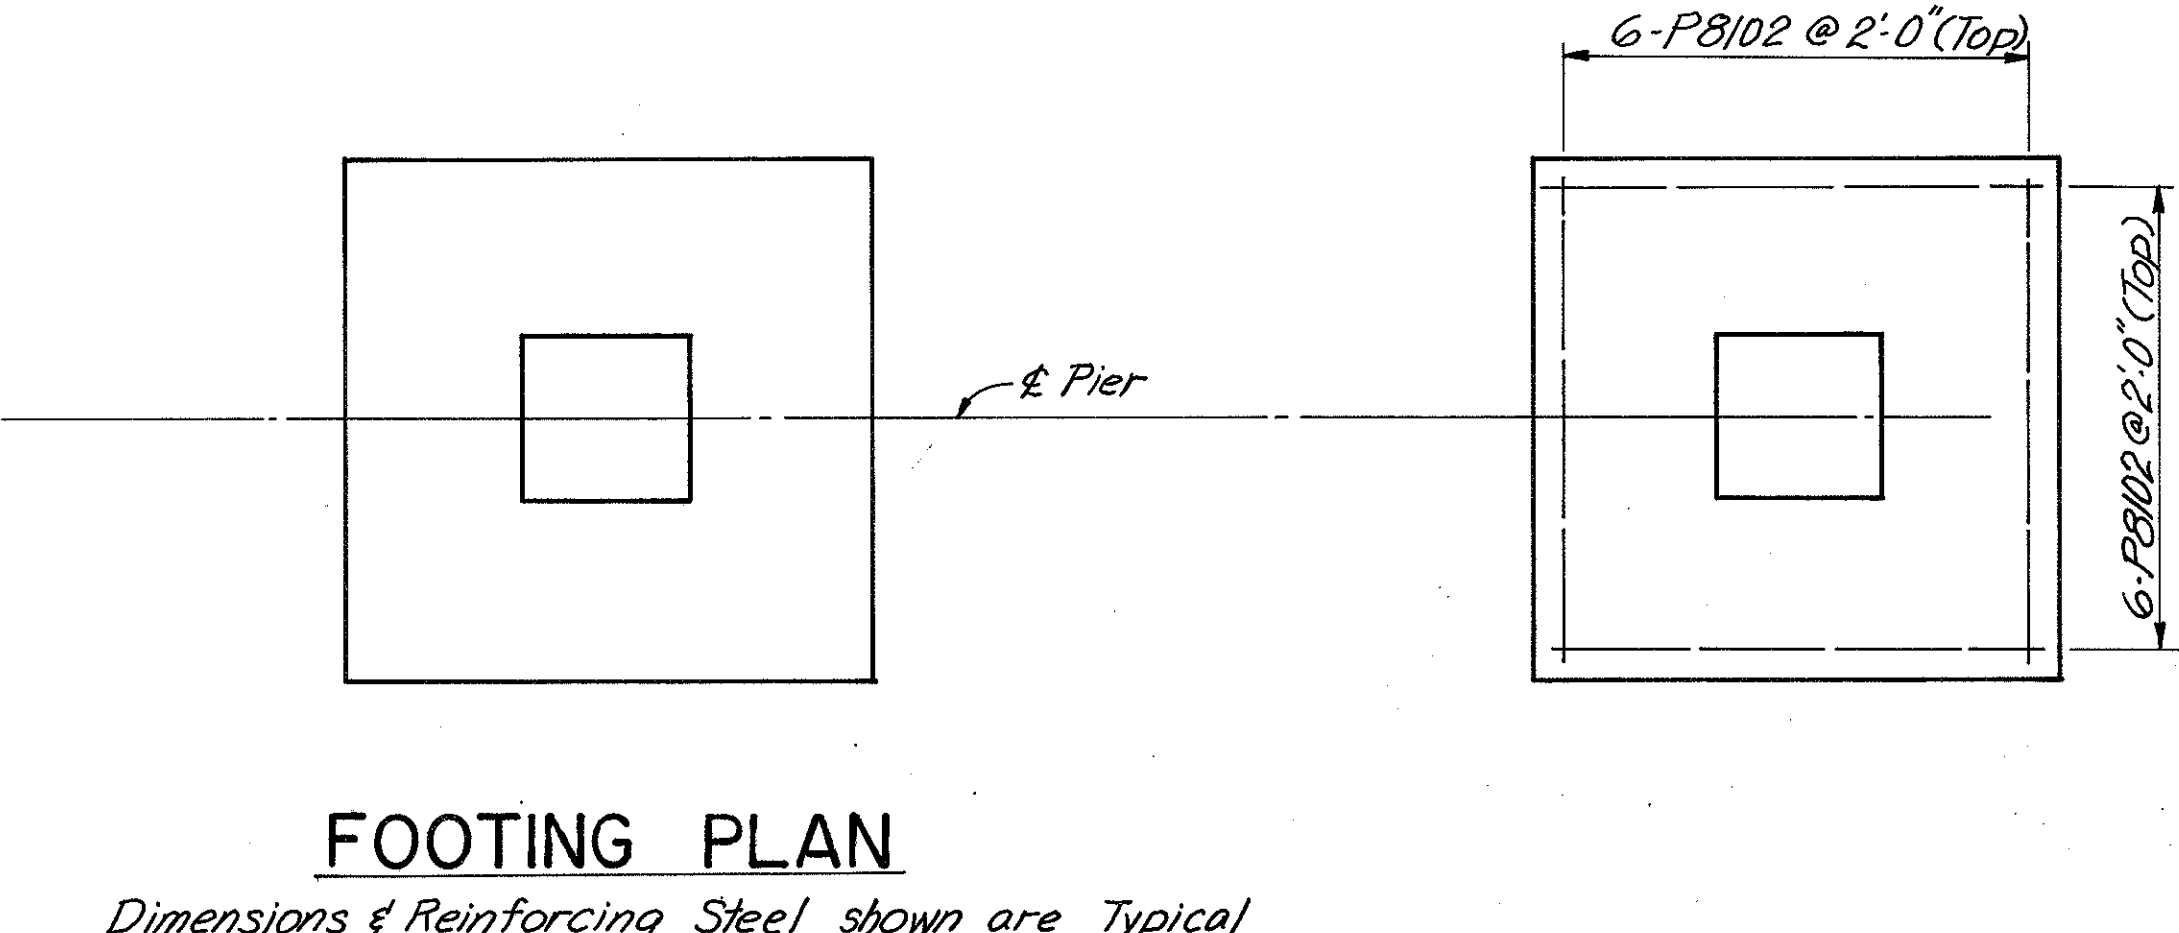 6-P8102 @ 2'-0" (Top)
6-P8102 @ 2'-0" (Top)
℄ Pier
FOOTING PLAN
Dimensions & Reinforcing Steel shown are Typical